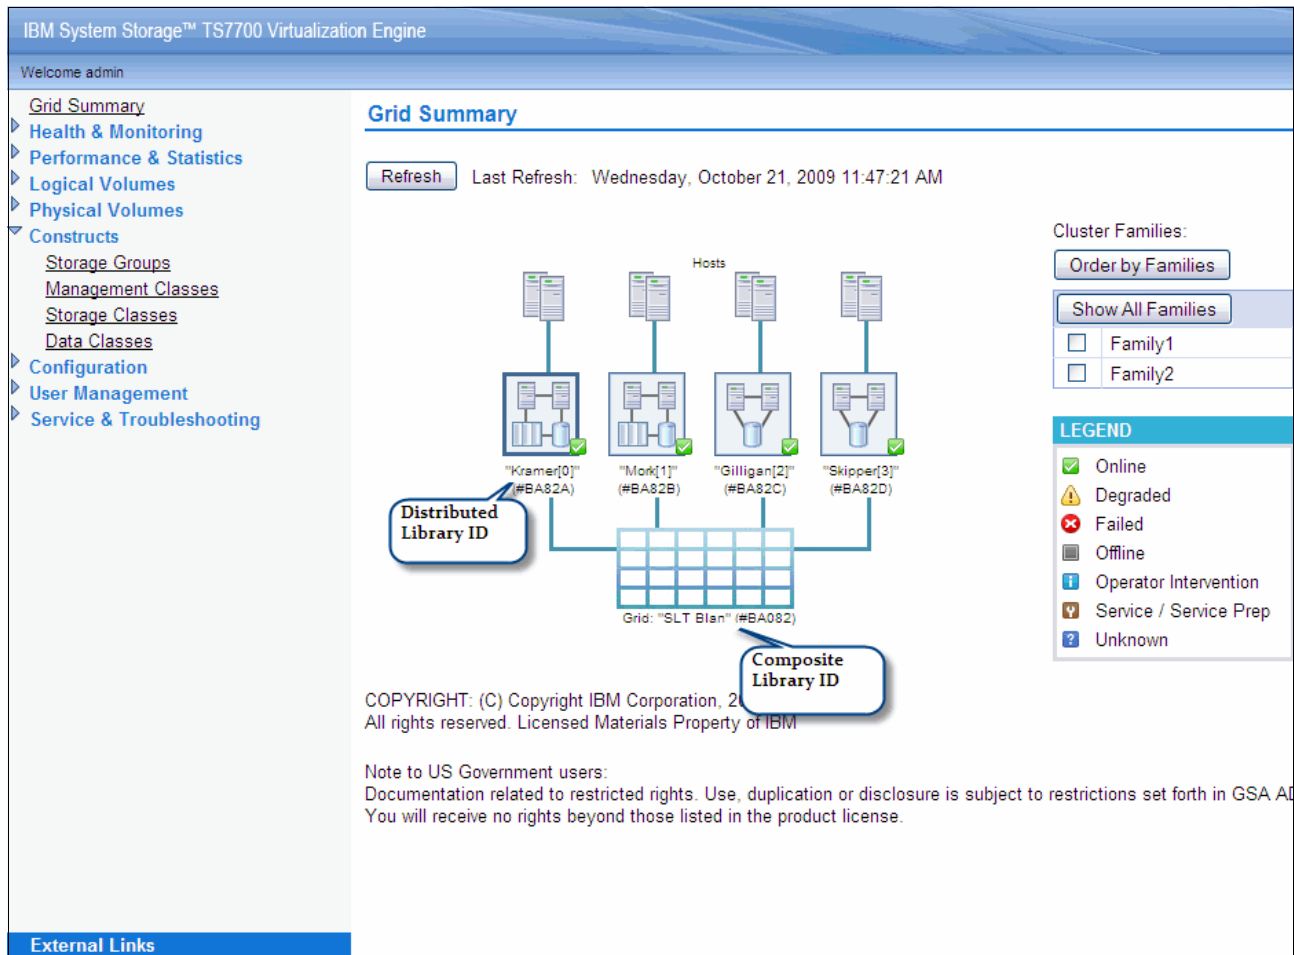 IBM System Storage™ TS7700 Virtualization Engine
Welcome admin
Grid Summary
Health & Monitoring
Performance & Statistics
Logical Volumes
Physical Volumes
Constructs
Storage Groups
Management Classes
Storage Classes
Data Classes
Configuration
User Management
Service & Troubleshooting
External Links
Grid Summary
Refresh Last Refresh: Wednesday, October 21, 2009 11:47:21 AM
Hosts
"Kramer[0]" "Mork[1]" "Gilligan[2]" "Skipper[3]"
(#BA82A) (#BA82B) (#BA82C) (#BA82D)
Distributed
Library ID
Grid: "SLT Blan" (#BA082)
Composite
Library ID
Cluster Families:
Order by Families
Show All Families
Family1
Family2
LEGEND
Online
Degraded
Failed
Offline
Operator Intervention
Service / Service Prep
Unknown
COPYRIGHT: (C) Copyright IBM Corporation,
All rights reserved. Licensed Materials Property of IBM
Note to US Government users:
Documentation related to restricted rights. Use, duplication or disclosure is subject to restrictions set forth in GSA
You will receive no rights beyond those listed in the product license.